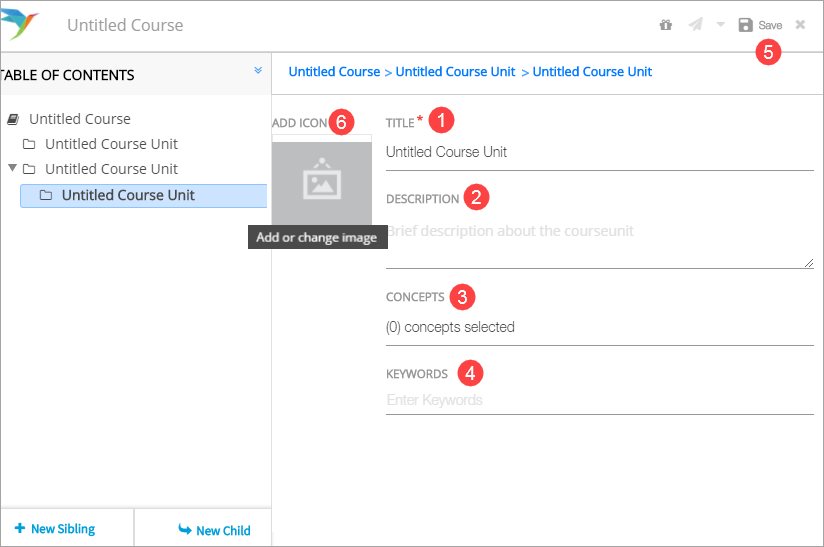 Untitled Course
Save
5
TABLE OF CONTENTS
Untitled Course > Untitled Course Unit > Untitled Course Unit
Untitled Course
Untitled Course Unit
Untitled Course Unit
Untitled Course Unit
ADD ICON 6
Add or change image
TITLE * 1
Untitled Course Unit
DESCRIPTION 2
Brief description about the courseunit
CONCEPTS 3
(0) concepts selected
KEYWORDS 4
Enter Keywords
+ New Sibling
New Child